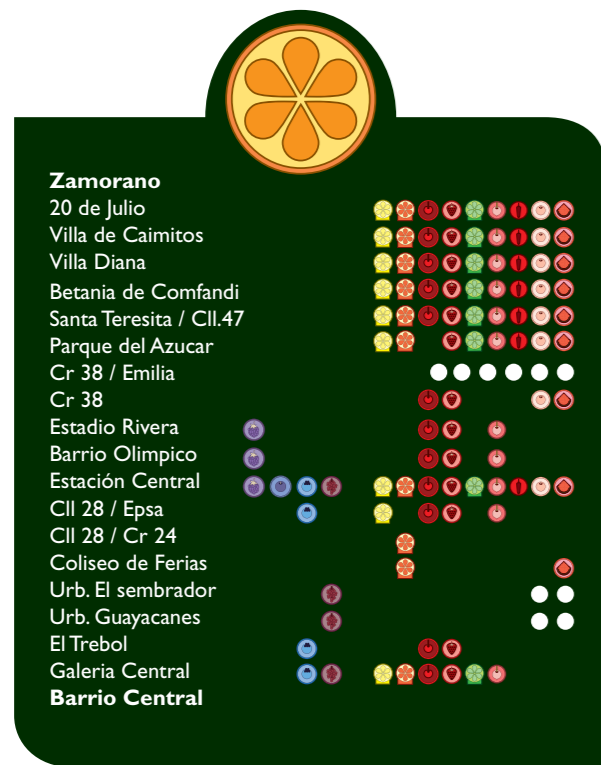 Zamorano
20 de Julio
Villa de Caimitos
Villa Diana
Betania de Comfandi
Santa Teresita / Cll.47
Parque del Azucar
Cr 38 / Emilia
Cr 38
Estadio Rivera
Barrio Olimpico
Estación Central
Cll 28 / Epsa
Cll 28 / Cr 24
Coliseo de Ferias
Urb. El sembrador
Urb. Guayacanes
El Trebol
Galeria Central
Barrio Central